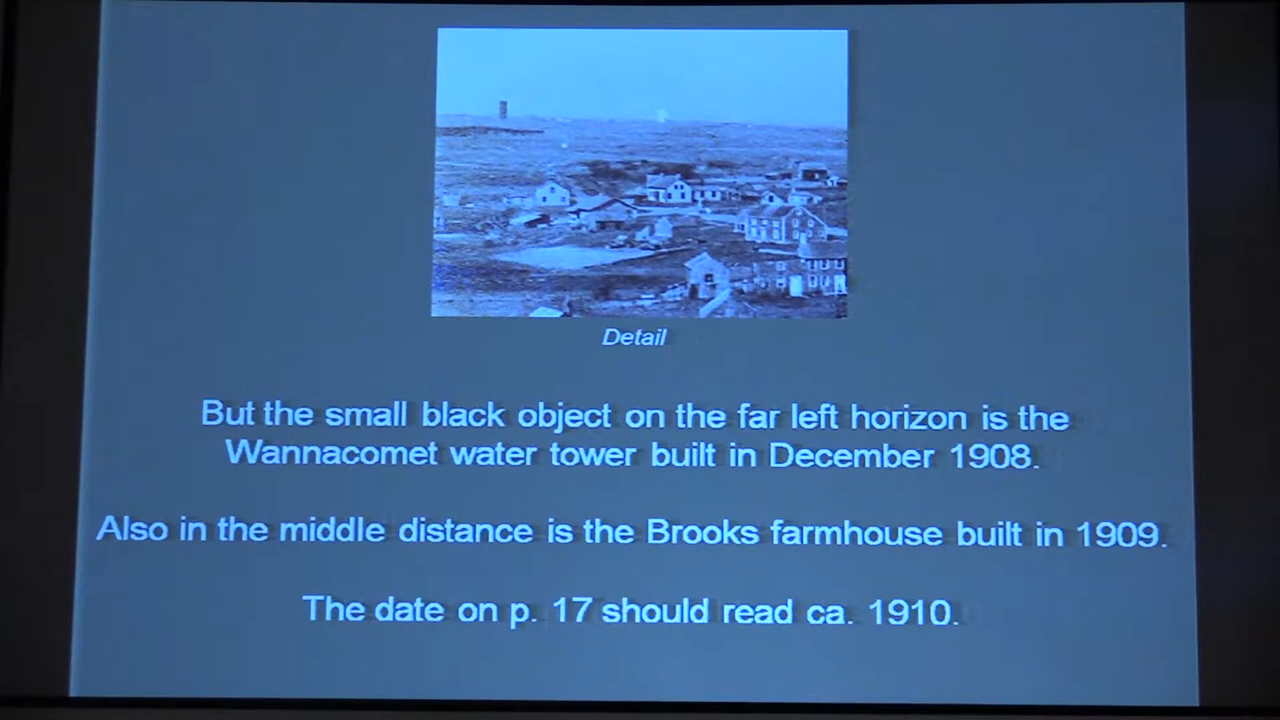 Detail
But the small black object on the far left horizon is the
Wannacomet water tower built in December 1908.
Also in the middle distance is the Brooks farmhouse built in 1909.
The date on p. 17 should read ca. 1910.